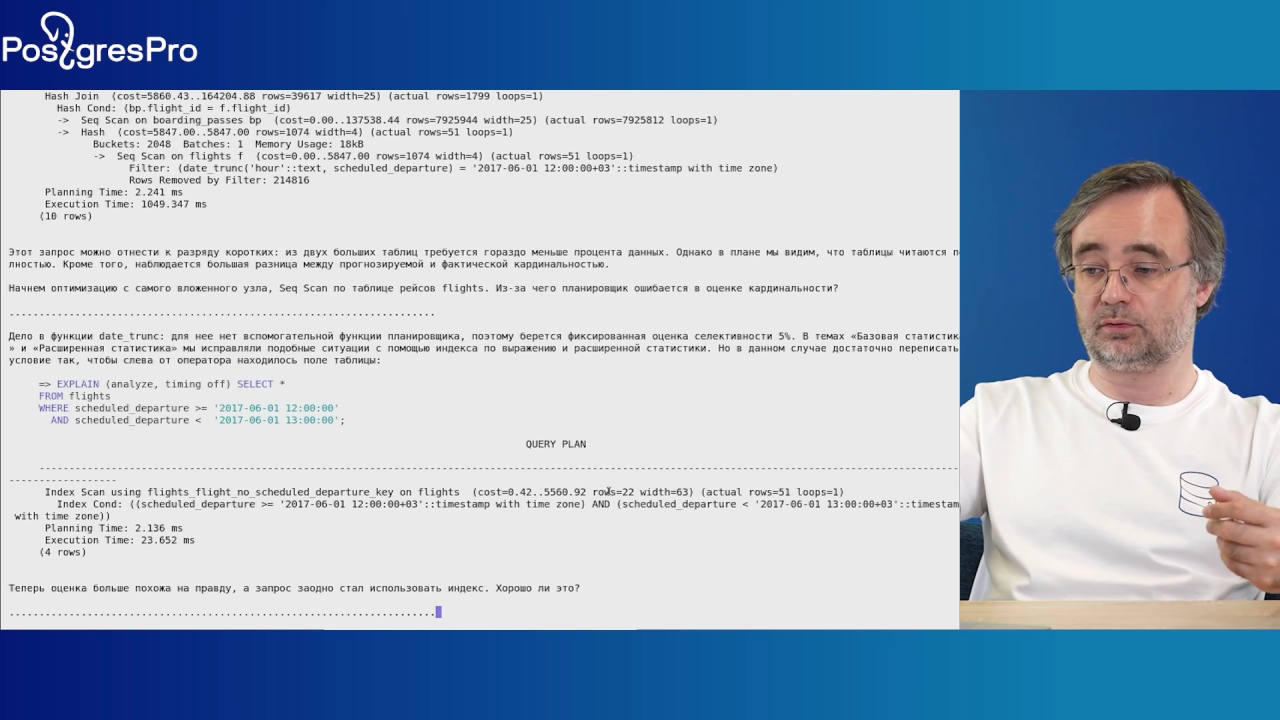 PostgresPro
Hash Join  (cost=5860.43..164204.88 rows=39617 width=25) (actual rows=1799 loops=1)
Hash Cond: (bp.flight_id = f.flight_id)
->  Seq Scan on boarding_passes bp  (cost=0.00..137538.44 rows=7925944 width=25) (actual rows=7925812 loops=1)
->  Hash  (cost=5847.00..5847.00 rows=1074 width=4) (actual rows=51 loops=1)
Buckets: 2048  Batches: 1  Memory Usage: 18kB
->  Seq Scan on flights f  (cost=0.00..5847.00 rows=1074 width=4) (actual rows=51 loops=1)
Filter: (date_trunc('hour'::text, scheduled_departure) = '2017-06-01 12:00:00+03'::timestamp with time zone)
Rows Removed by Filter: 214816
Planning Time: 2.241 ms
Execution Time: 1049.347 ms
(10 rows)
Этот запрос можно отнести к разряду коротких: из двух больших таблиц требуется гораздо меньше процента данных. Однако в плане мы видим, что таблицы читаются по
лностью. Кроме того, наблюдается большая разница между прогнозируемой и фактической кардинальностью.
Начнем оптимизацию с самого вложенного узла, Seq Scan по таблице рейсов flights. Из-за чего планировщик ошибается в оценке кардинальности?
.......................................................................
Дело в функции date_trunc: для нее нет вспомогательной функции планировщика, поэтому берется фиксированная оценка селективности 5%. В темах «Базовая статистика
» и «Расширенная статистика» мы исправляли подобные ситуации с помощью индекса по выражению и расширенной статистики. Но в данном случае достаточно переписать
условие так, чтобы слева от оператора находилось поле таблицы:
=> EXPLAIN (analyze, timing off) SELECT *
FROM flights
WHERE scheduled_departure >= '2017-06-01 12:00:00'
AND scheduled_departure <  '2017-06-01 13:00:00';
QUERY PLAN
---------------------------------------------------------------------------------------------------------------------------------------------------------
------------------
Index Scan using flights_flight_no_scheduled_departure_key on flights  (cost=0.42..5560.92 rows=22 width=63) (actual rows=51 loops=1)
Index Cond: ((scheduled_departure >= '2017-06-01 12:00:00+03'::timestamp with time zone) AND (scheduled_departure < '2017-06-01 13:00:00+03'::timestamp
with time zone))
Planning Time: 2.136 ms
Execution Time: 23.652 ms
(4 rows)
Теперь оценка больше похожа на правду, а запрос заодно стал использовать индекс. Хорошо ли это?
.......................................................................